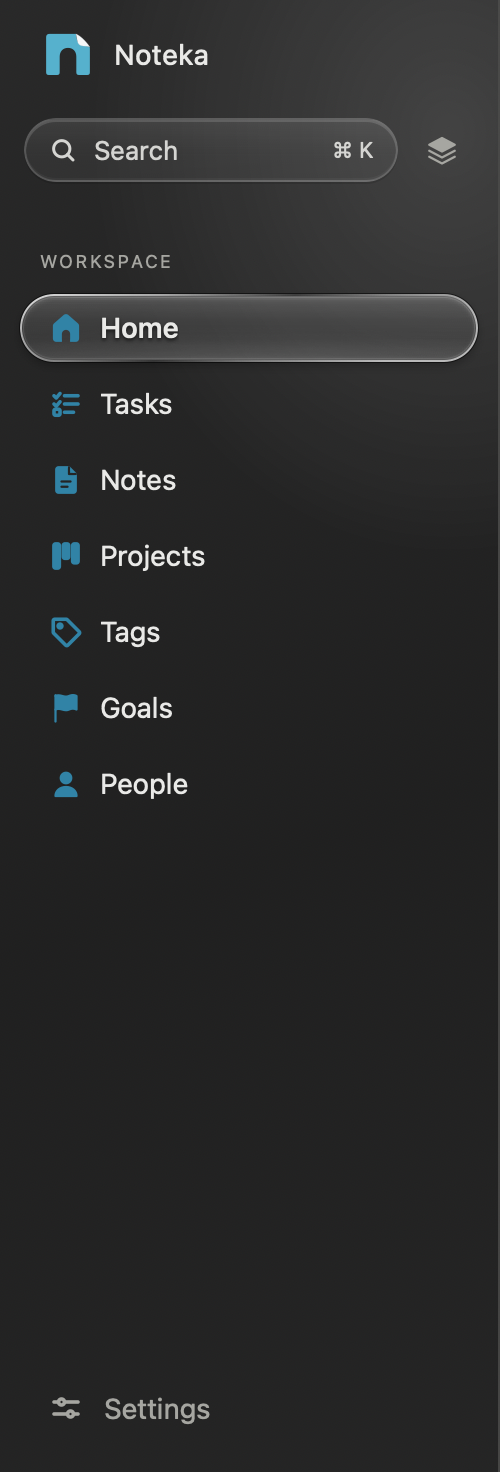 Noteka
Search ⌘ K
WORKSPACE
Home
Tasks
Notes
Projects
Tags
Goals
People
Settings